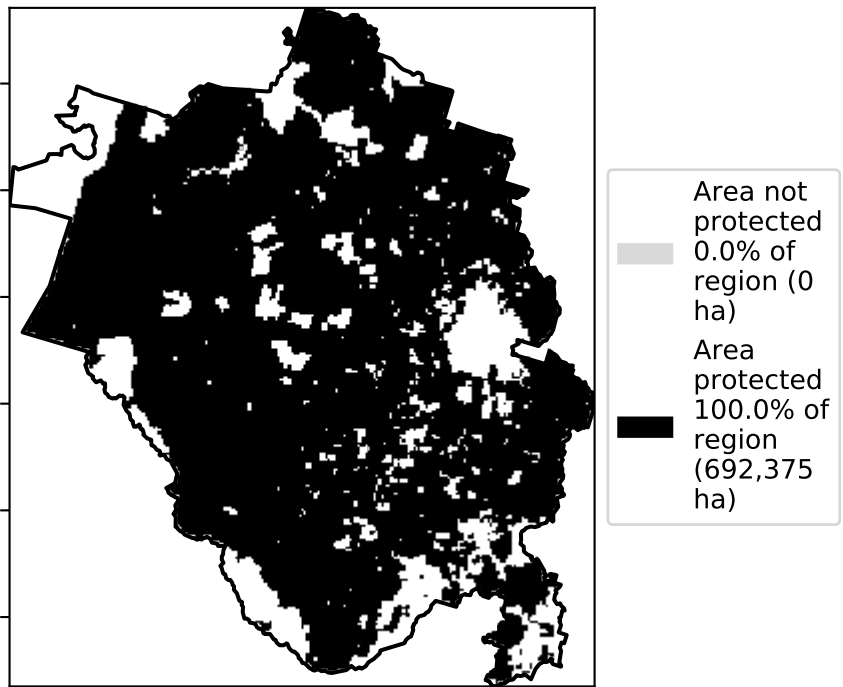 Area not
protected
0.0% of
region (0
ha)
Area
protected
100.0% of
region
(692,375
ha)